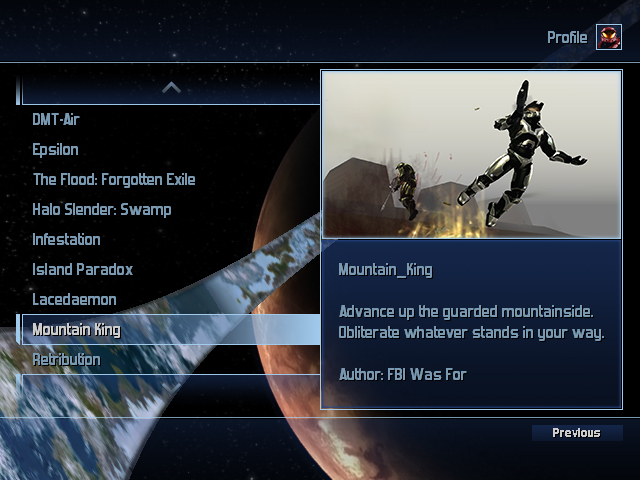 Profile
DMT-Air
Epsilon
The Flood: Forgotten Exile
Halo Slender: Swamp
Infestation
Island Paradox
Lacedaemon
Mountain King
Retribution
Mountain_King
Advance up the guarded mountainside.
Obliterate whatever stands in your way.
Author: FBI Was For
Previous